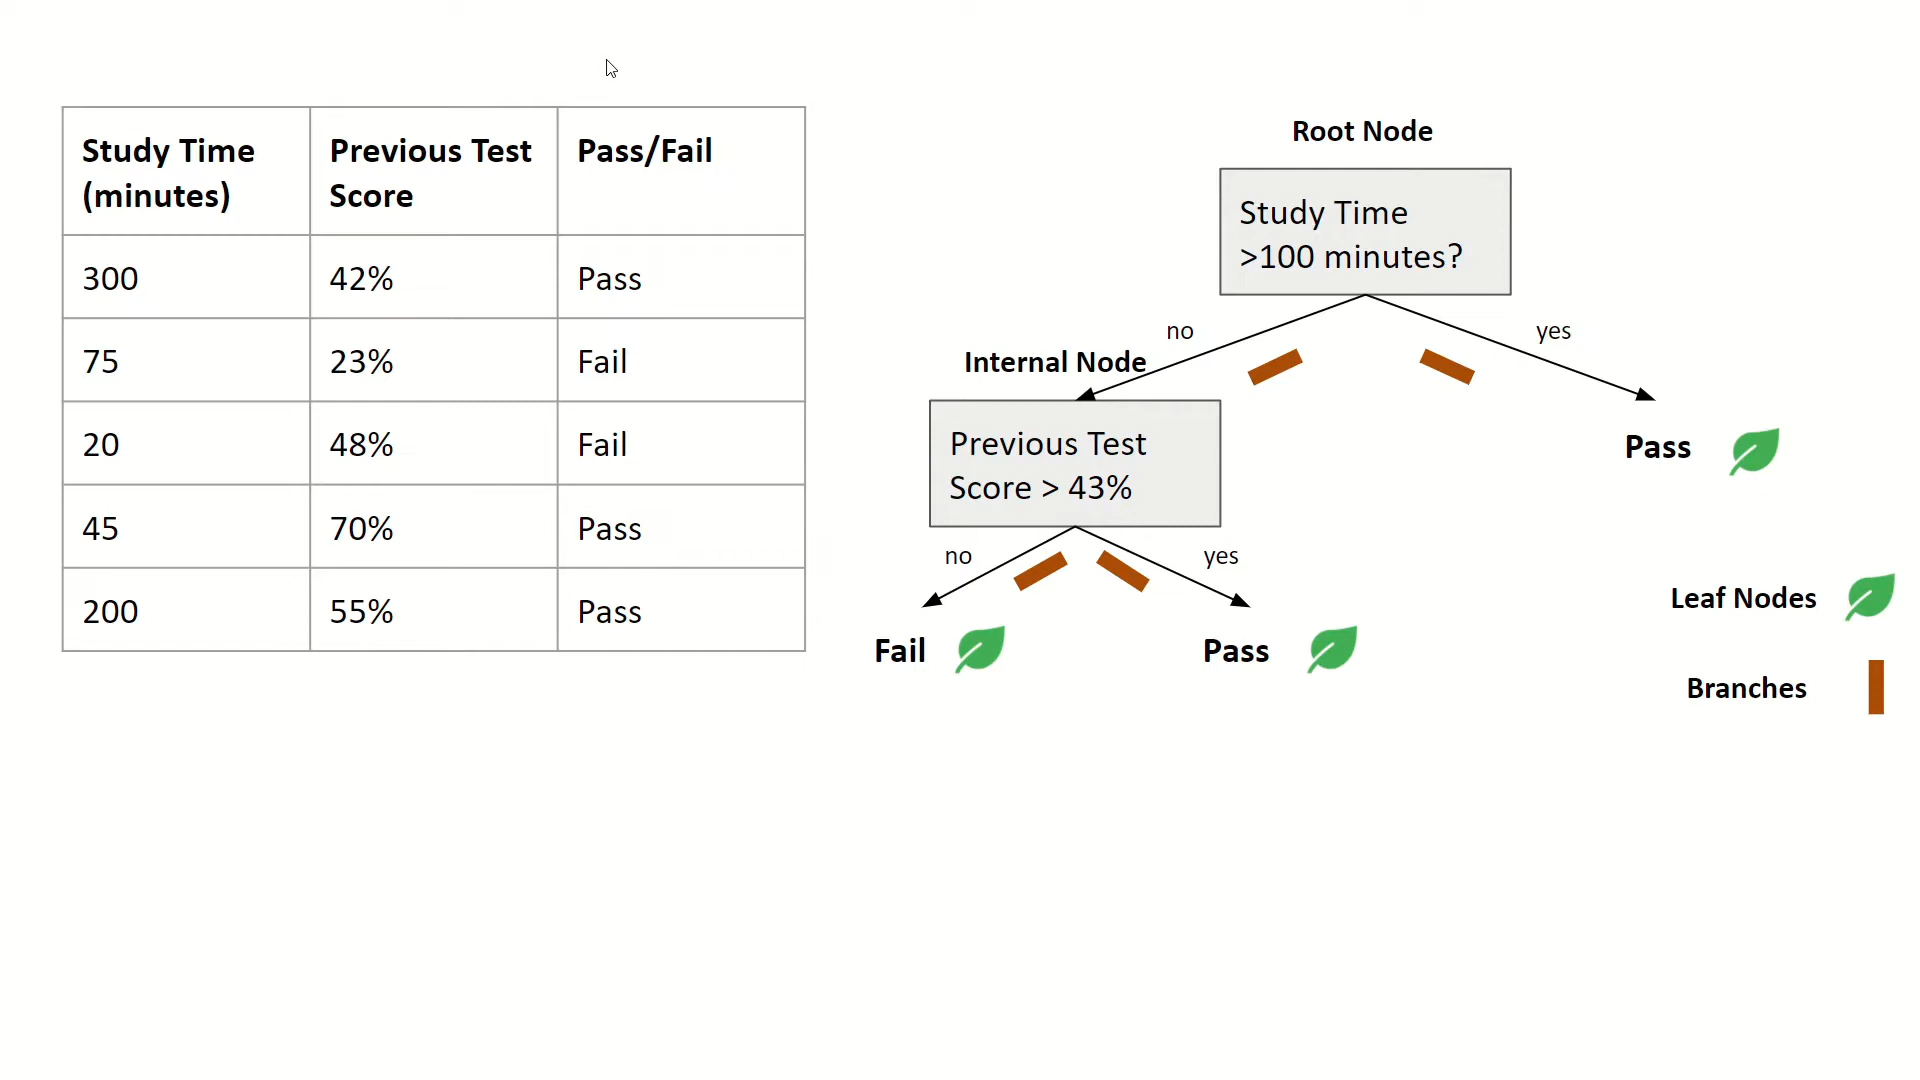 Study Time
(minutes)
Previous Test
Score
Pass/Fail
300
42%
Pass
75
23%
Fail
20
48%
Fail
45
70%
Pass
200
55%
Pass
Root Node
Study Time
>100 minutes?
no
yes
Internal Node
Previous Test
Score > 43%
Pass
no
yes
Fail
Pass
Leaf Nodes
Branches